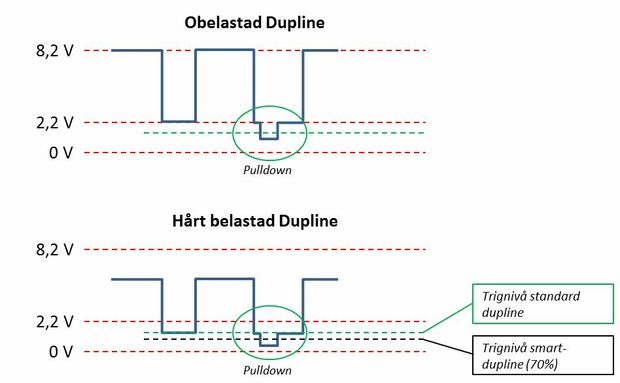 Obelastad Dupline
8,2 V
2,2 V
0 V
Pulldown
Hårt belastad Dupline
8,2 V
2,2 V
0 V
Pulldown
Trignivå standard
dupline
Trignivå smart-
dupline (70%)